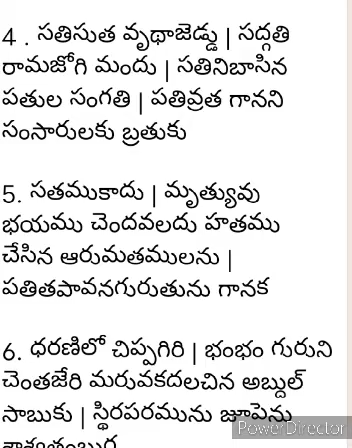 4 . సతిసుత వృథాజెడ్డు | సద్గతి
రామజోగి మందు | సతినిబాసిన
పతుల సంగతి | పతివ్రత గానని
సంసారులకు బ్రతుకు
5. సతముకాదు | మృత్యువు
భయము చెందవలదు హతము
చేసిన ఆరుమతములను |
పతితపావనగురుతును గానక
6. ధరణిలో చిప్పగిరి | భంభం గురుని
చెంతజేరి మరువకదలచిన అబ్దుల్
సాబుకు | స్థిరపరమును జూపెను
PowerDirector